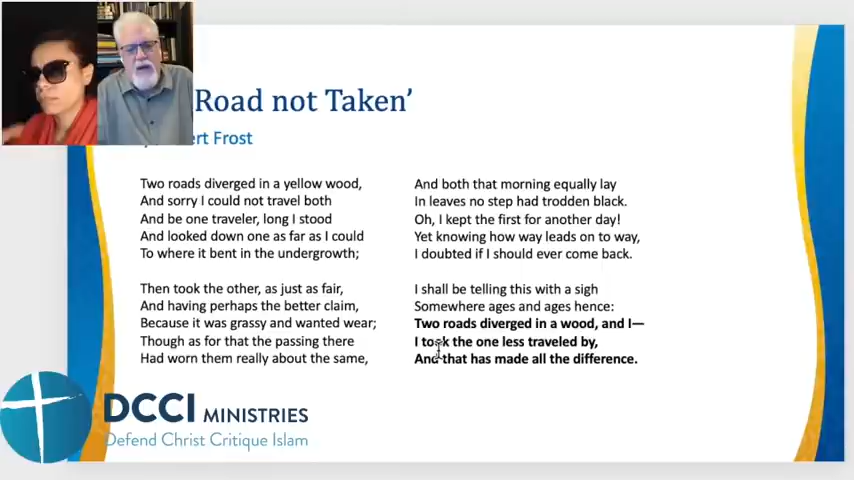 Road not Taken'
ert Frost
Two roads diverged in a yellow wood,
And sorry I could not travel both
And be one traveler, long I stood
And looked down one as far as I could
To where it bent in the undergrowth;
Then took the other, as just as fair,
And having perhaps the better claim,
Because it was grassy and wanted wear;
Though as for that the passing there
Had worn them really about the same,
And both that morning equally lay
In leaves no step had trodden black.
Oh, I kept the first for another day!
Yet knowing how way leads on to way,
I doubted if I should ever come back.
I shall be telling this with a sigh
Somewhere ages and ages hence:
Two roads diverged in a wood, and I—
I took the one less traveled by,
And that has made all the difference.
DCCI MINISTRIES
Defend Christ Critique Islam